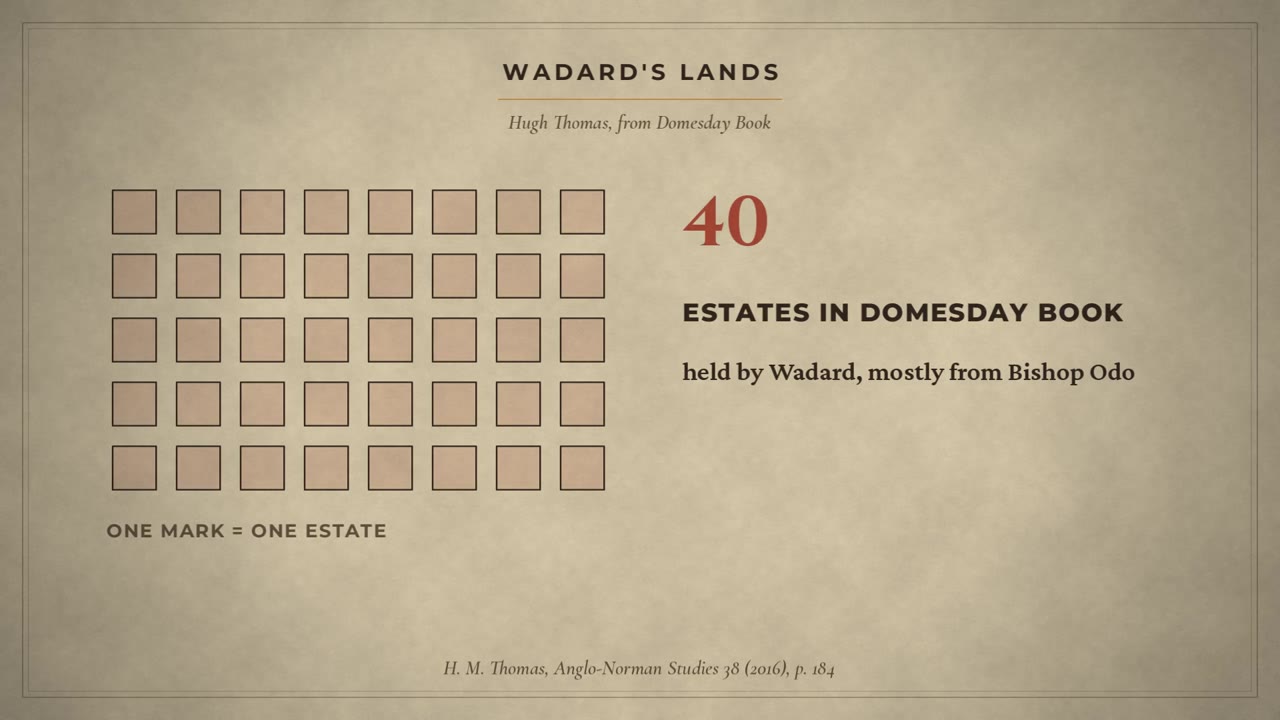 WADARD'S LANDS
Hugh Thomas, from Domesday Book
40
ESTATES IN DOMESDAY BOOK
held by Wadard, mostly from Bishop Odo
ONE MARK = ONE ESTATE
H. M. Thomas, Anglo-Norman Studies 38 (2016), p. 184